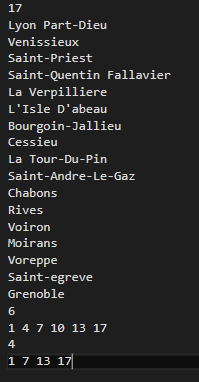 17
Lyon Part-Dieu
Venissieux
Saint-Priest
Saint-Quentin Fallavier
La Verpilliere
L'Isle D'abeau
Bourgoin-Jallieu
Cessieu
La Tour-Du-Pin
Saint-Andre-Le-Gaz
Chabons
Rives
Voiron
Moirans
Voreppe
Saint-egreve
Grenoble
6
1 4 7 10 13 17
4
1 7 13 17